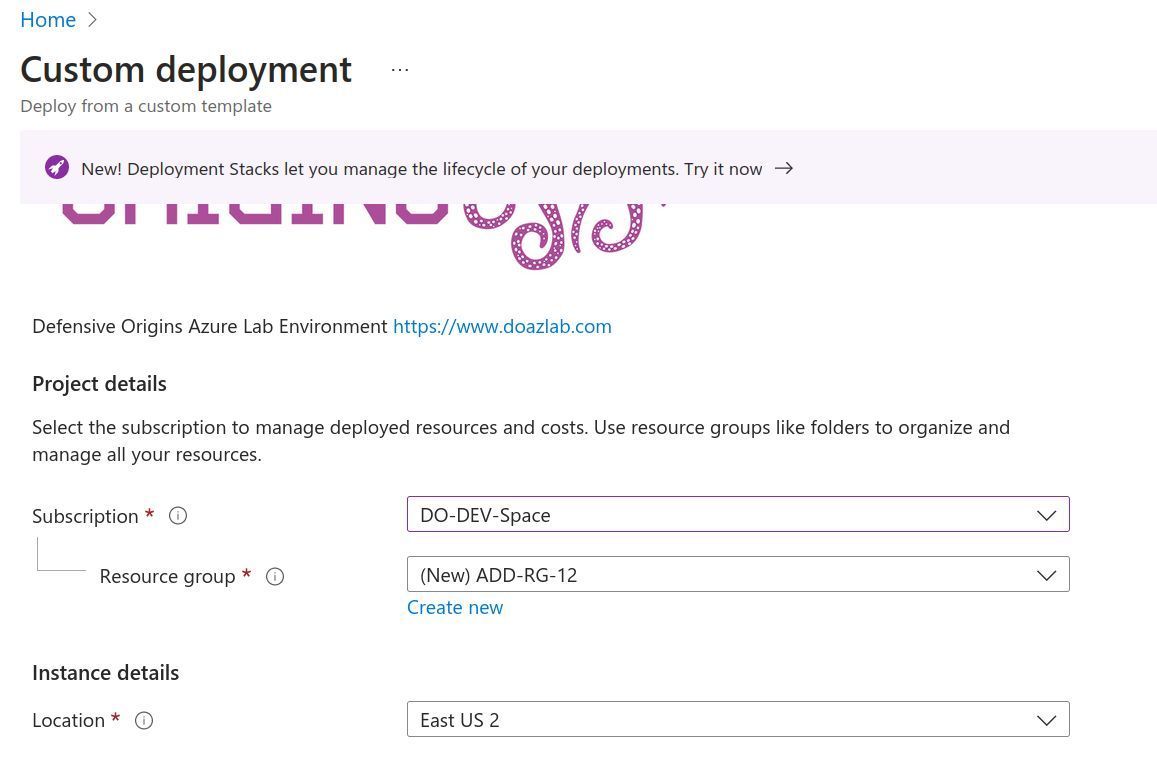 Home
Custom deployment
Deploy from a custom template
New! Deployment Stacks let you manage the lifecycle of your deployments. Try it now →
Defensive Origins Azure Lab Environment https://www.doazlab.com
Project details
Select the subscription to manage deployed resources and costs. Use resource groups like folders to organize and
manage all your resources.
Subscription *
DO-DEV-Space
Resource group *
(New) ADD-RG-12
Create new
Instance details
Location *
East US 2